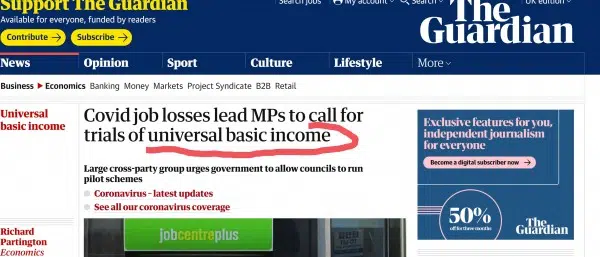 Support The Guardian
Available for everyone, funded by readers
Contribute → Subscribe →
Search jobs My account Search UK edition
The Guardian
News Opinion Sport Culture Lifestyle More
Business ▶ Economics Banking Money Markets Project Syndicate B2B Retail
Universal
basic income
Covid job losses lead MPs to call for
trials of universal basic income
Large cross-party group urges government to allow councils to run
pilot schemes
Coronavirus – latest updates
See all our coronavirus coverage
Richard
Partington
Economics
jobcentreplus
Exclusive features for you,
independent journalism
for everyone
Become a digital subscriber now →
50%
off for three months
The
Guardian